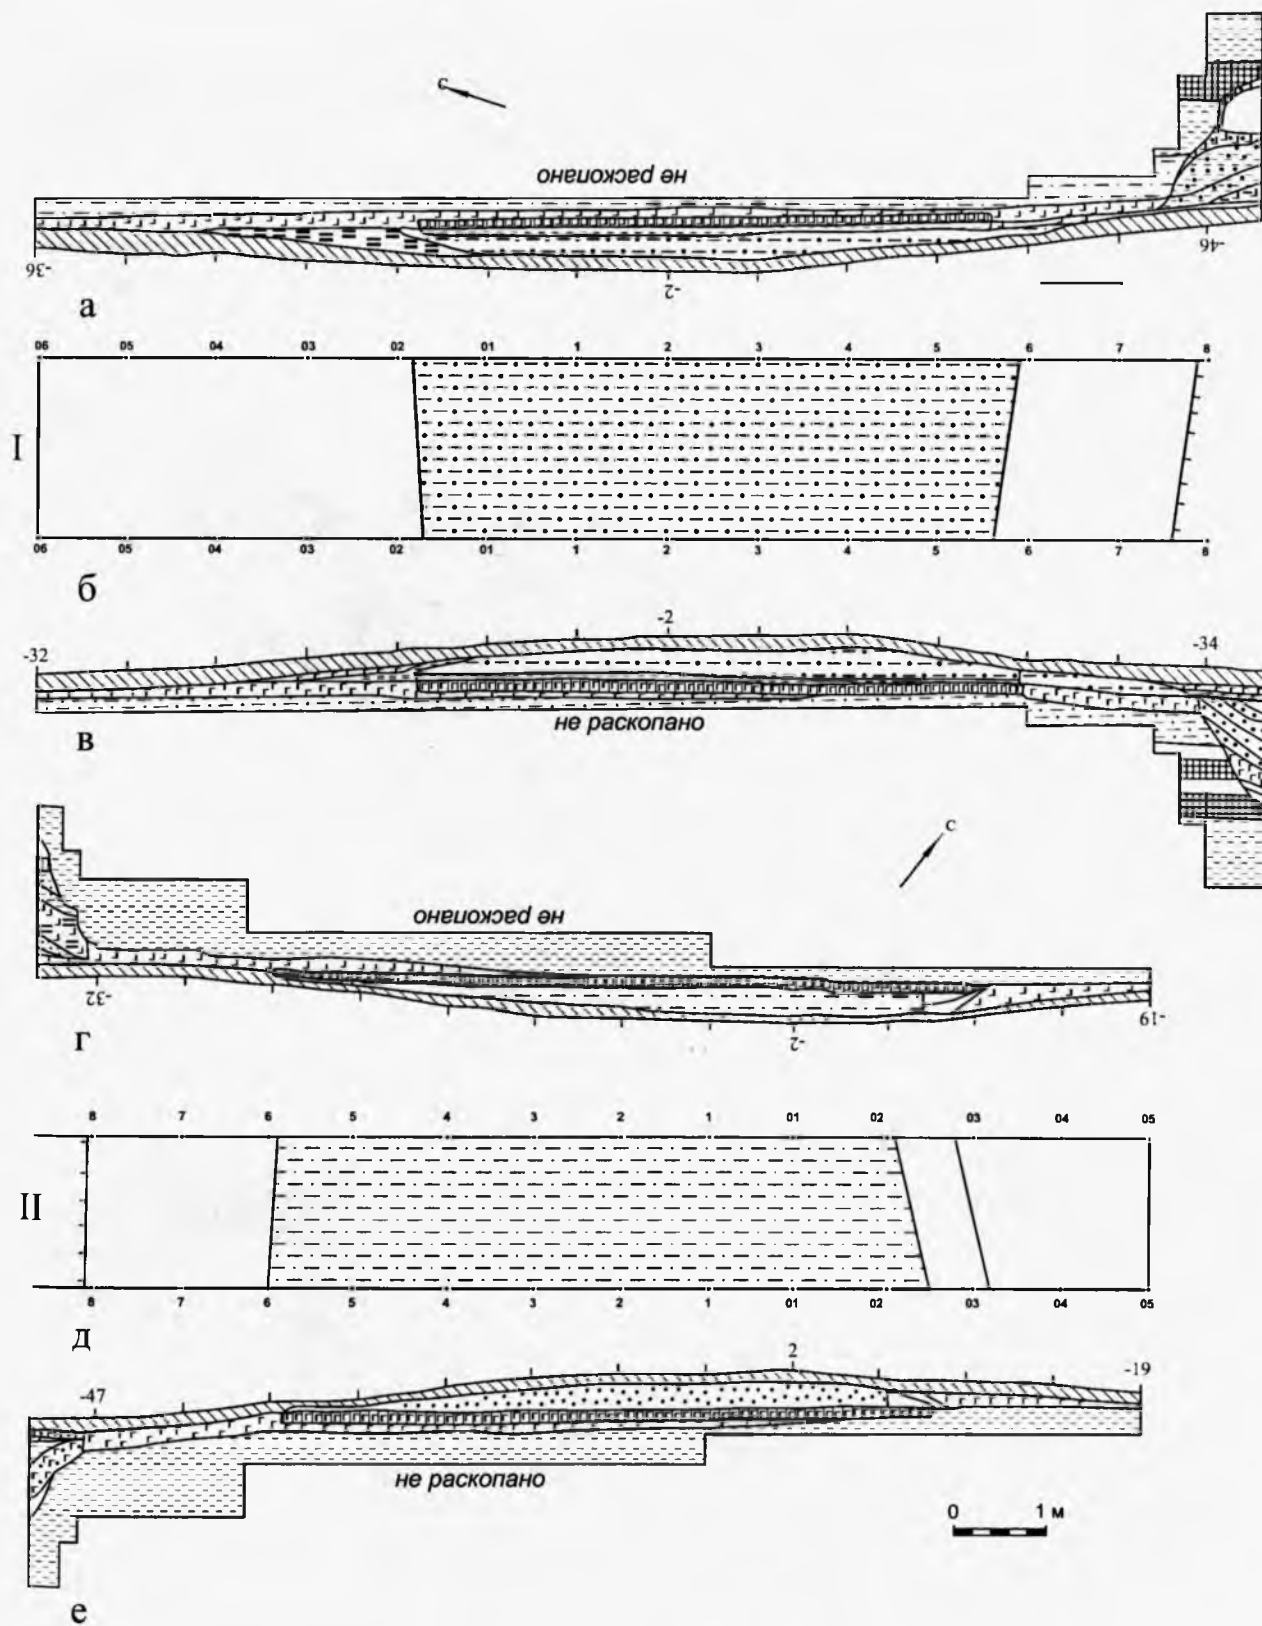 с
не раскопано
-36
-2
-46
а
06 05 04 03 02 01 1 2 3 4 5 6 7 8
I
06 05 04 03 02 01 1 2 3 4 5 6 7 8
б
-32 -2 -34
не раскопано
в
с
не раскопано
-32
-2
-19
г
8 7 6 5 4 3 2 1 01 02 03 04 05
II
8 7 6 5 4 3 2 1 01 02 03 04 05
д
-47 2 -19
не раскопано
0 1 м
е